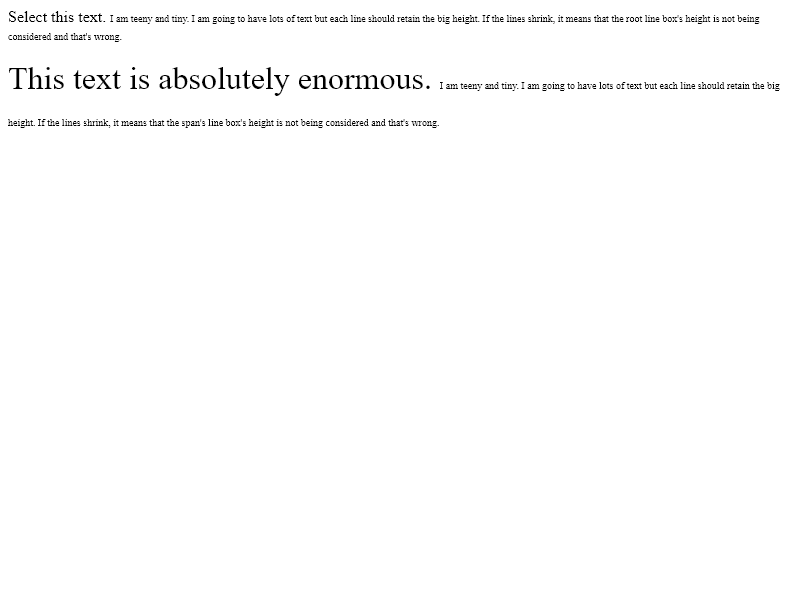 Select this text. I am teeny and tiny. I am going to have lots of text but each line should retain the big height. If the lines shrink, it means that the root line box's height is not being
considered and that's wrong.
This text is absolutely enormous. I am teeny and tiny. I am going to have lots of text but each line should retain the big
height. If the lines shrink, it means that the span's line box's height is not being considered and that's wrong.